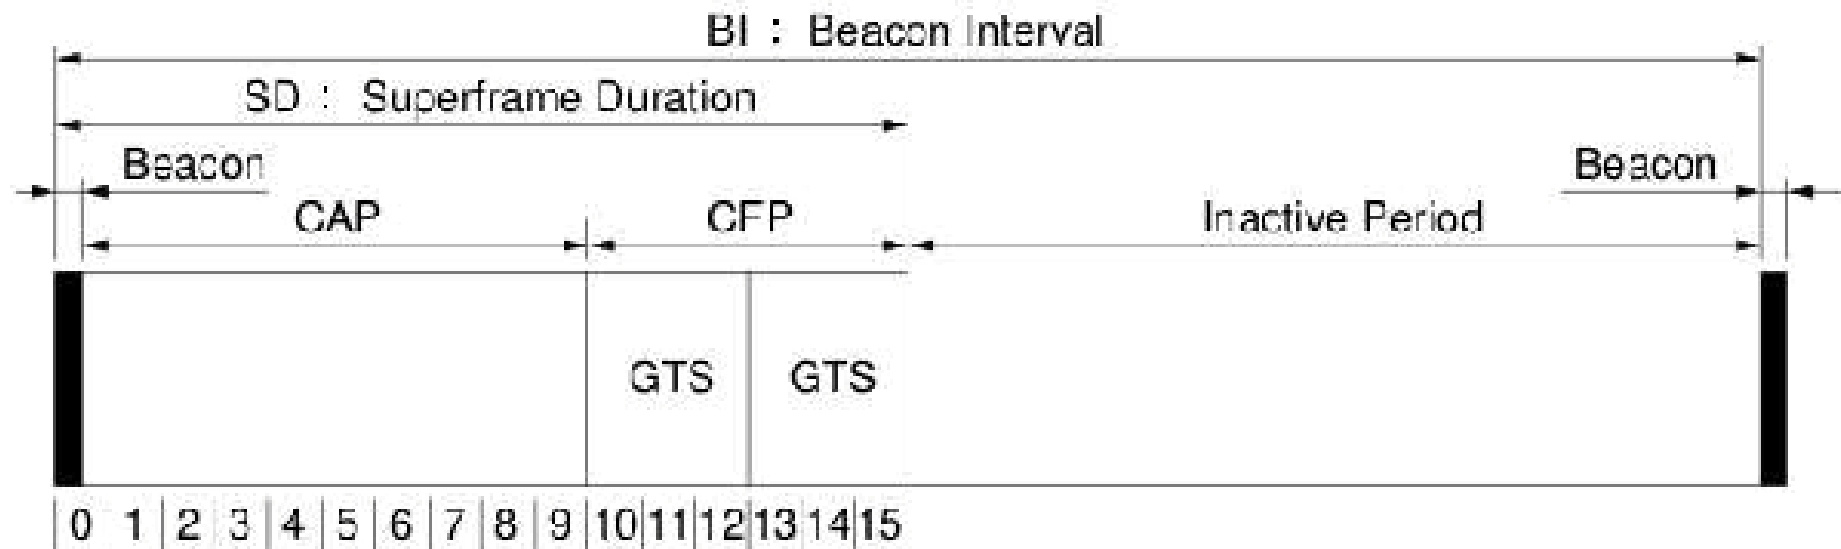 BI : Beacon Interval
SD : Superframe Duration
Beacon
Beacon
CAP
CFP
Inactive Period
GTS
GTS
0 1 2 3 4 5 6 7 8 9 10 11 12 13 14 15